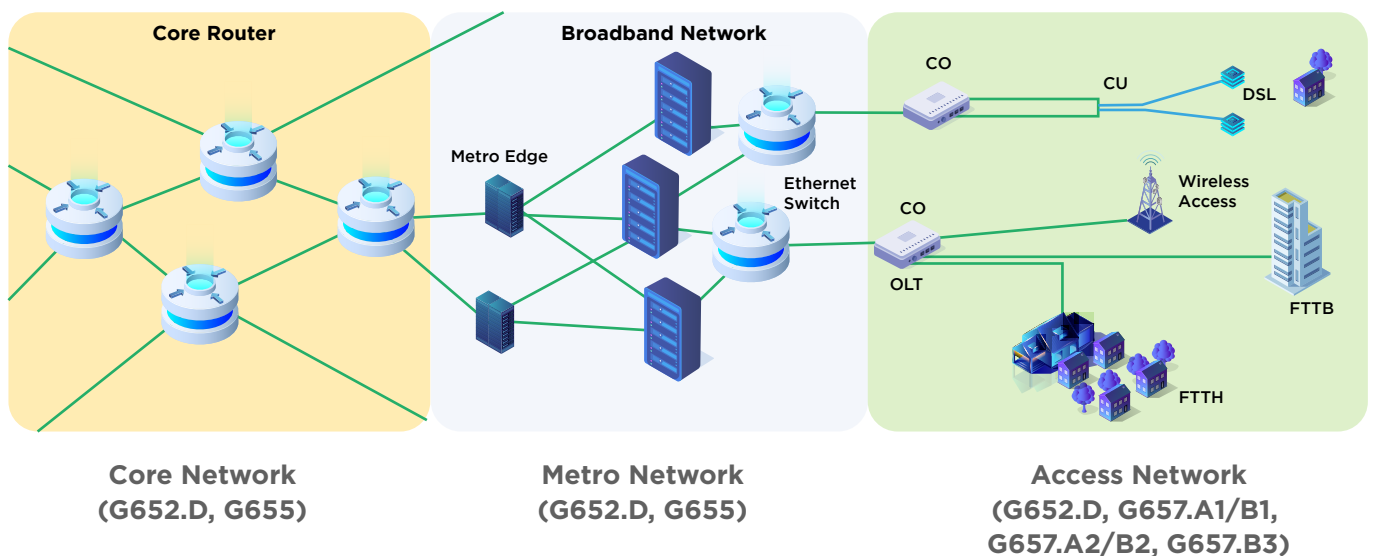 Core Router
Broadband Network
CO
CU
DSL
Metro Edge
Ethernet
Switch
Wireless
Access
CO
OLT
FTTB
FTTH
Core Network
(G652.D, G655)
Metro Network
(G652.D, G655)
Access Network
(G652.D, G657.A1/B1,
G657.A2/B2, G657.B3)